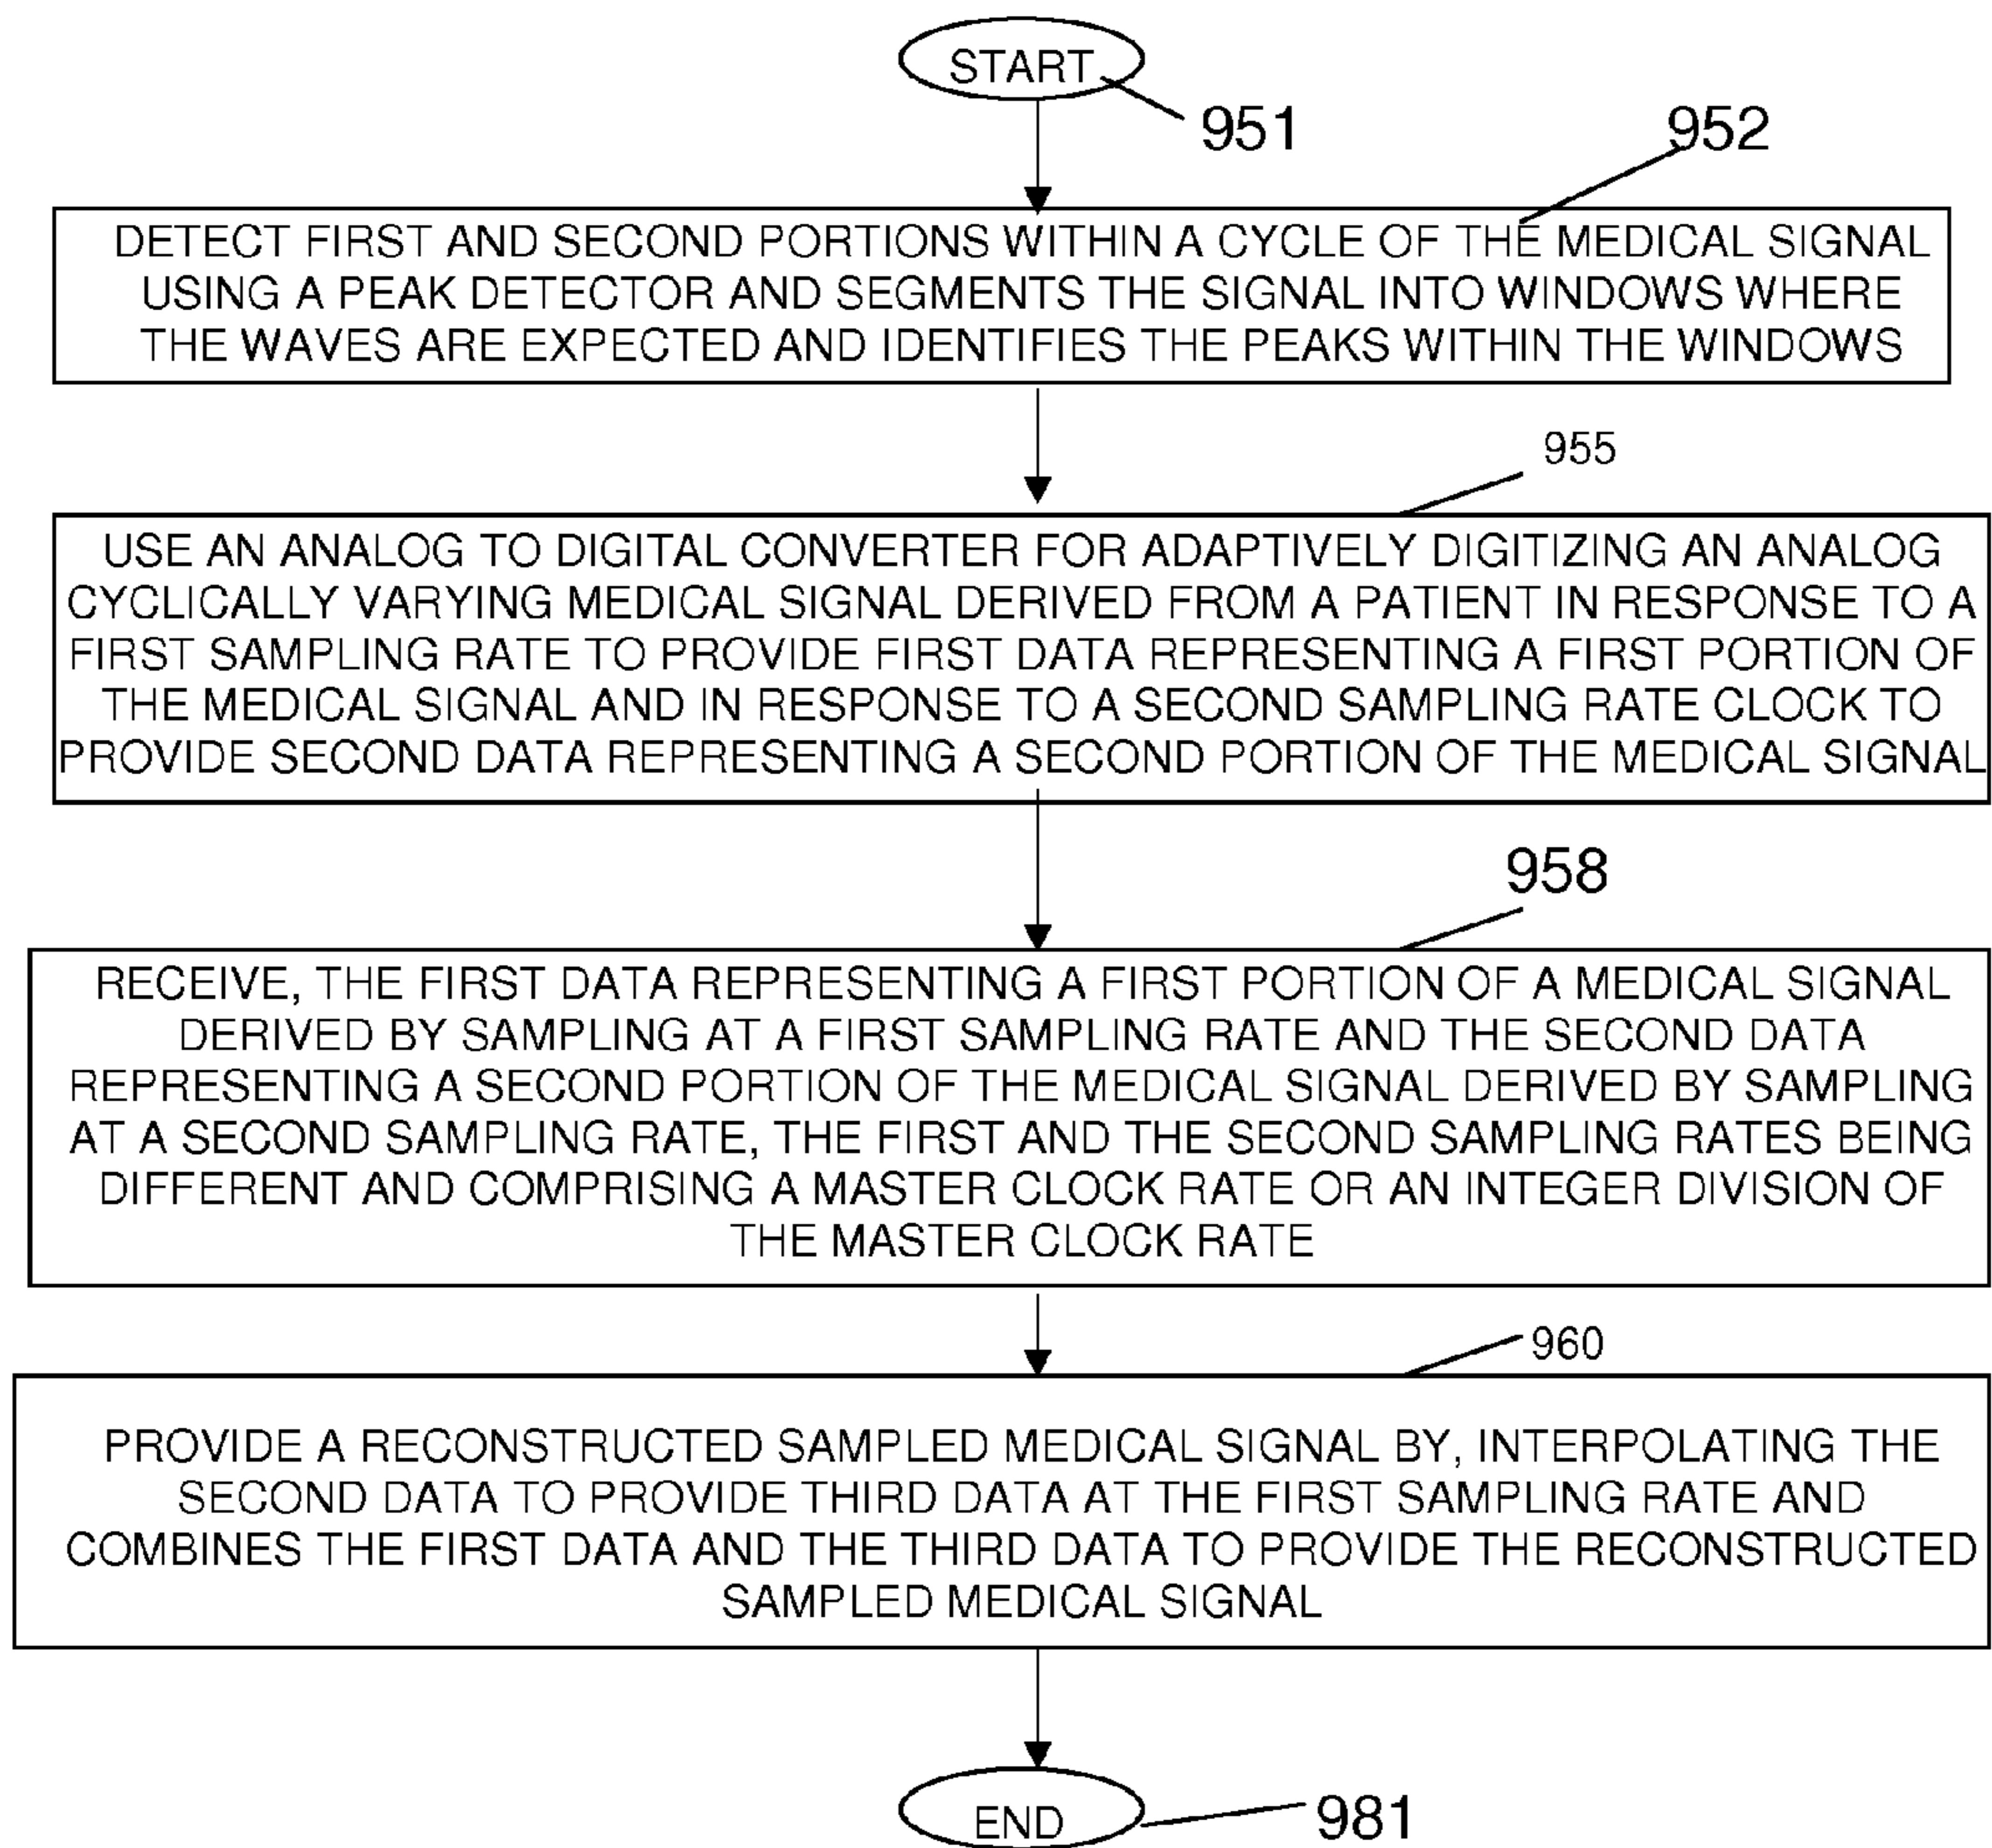 START
951
952
DETECT FIRST AND SECOND PORTIONS WITHIN A CYCLE OF THE MEDICAL SIGNAL
USING A PEAK DETECTOR AND SEGMENTS THE SIGNAL INTO WINDOWS WHERE
THE WAVES ARE EXPECTED AND IDENTIFIES THE PEAKS WITHIN THE WINDOWS
955
USE AN ANALOG TO DIGITAL CONVERTER FOR ADAPTIVELY DIGITIZING AN ANALOG
CYCLICALLY VARYING MEDICAL SIGNAL DERIVED FROM A PATIENT IN RESPONSE TO A
FIRST SAMPLING RATE TO PROVIDE FIRST DATA REPRESENTING A FIRST PORTION OF
THE MEDICAL SIGNAL AND IN RESPONSE TO A SECOND SAMPLING RATE CLOCK TO
PROVIDE SECOND DATA REPRESENTING A SECOND PORTION OF THE MEDICAL SIGNAL
958
RECEIVE, THE FIRST DATA REPRESENTING A FIRST PORTION OF A MEDICAL SIGNAL
DERIVED BY SAMPLING AT A FIRST SAMPLING RATE AND THE SECOND DATA
REPRESENTING A SECOND PORTION OF THE MEDICAL SIGNAL DERIVED BY SAMPLING
AT A SECOND SAMPLING RATE, THE FIRST AND THE SECOND SAMPLING RATES BEING
DIFFERENT AND COMPRISING A MASTER CLOCK RATE OR AN INTEGER DIVISION OF
THE MASTER CLOCK RATE
960
PROVIDE A RECONSTRUCTED SAMPLED MEDICAL SIGNAL BY, INTERPOLATING THE
SECOND DATA TO PROVIDE THIRD DATA AT THE FIRST SAMPLING RATE AND
COMBINES THE FIRST DATA AND THE THIRD DATA TO PROVIDE THE RECONSTRUCTED
SAMPLED MEDICAL SIGNAL
END
981